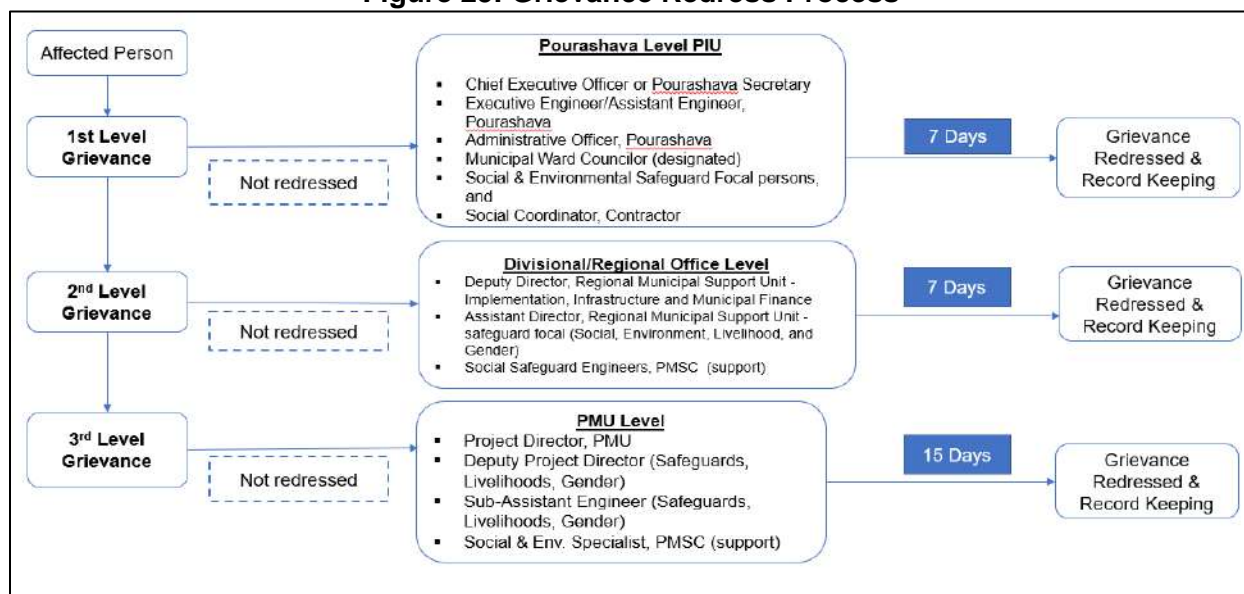 Figure Grievance Redress Process
Affected Person
1st Level
Grievance
Not redressed
Pourashava Level PIU
▪ Chief Executive Officer or Pourashava Secretary
▪ Executive Engineer/Assistant Engineer,
Pourashava
▪ Administrative Officer, Pourashava
▪ Municipal Ward Councilor (designated)
▪ Social & Environmental Safeguard Focal persons,
and
▪ Social Coordinator, Contractor
7 Days
Grievance
Redressed &
Record Keeping
2nd Level
Grievance
Not redressed
Divisional/Regional Office Level
▪ Deputy Director, Regional Municipal Support Unit -
Implementation, Infrastructure and Municipal Finance
▪ Assistant Director, Regional Municipal Support Unit -
safeguard focal (Social, Environment, Livelihood, and
Gender)
▪ Social Safeguard Engineers, PMSC (support)
7 Days
Grievance
Redressed &
Record Keeping
3rd Level
Grievance
Not redressed
PMU Level
▪ Project Director, PMU
▪ Deputy Project Director (Safeguards,
Livelihoods, Gender)
▪ Sub-Assistant Engineer (Safeguards,
Livelihoods, Gender)
▪ Social & Env. Specialist, PMSC (support)
15 Days
Grievance
Redressed &
Record Keeping